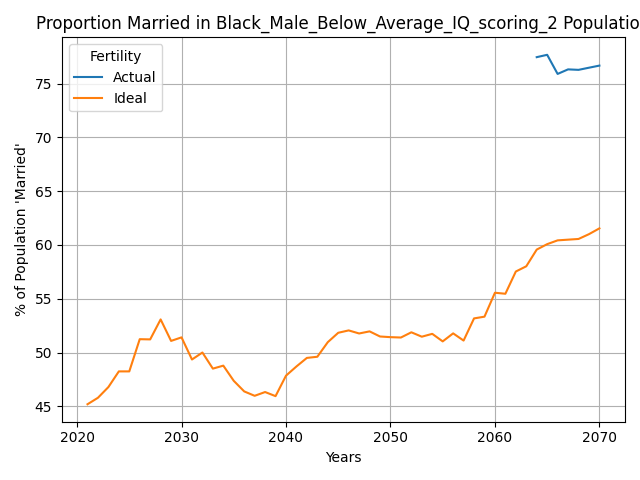 Proportion Married in Black_Male_Below_Average_IQ_scoring_2 Populatio
% of Population 'Married'
Fertility
Actual
Ideal
75
70
65
60
55
50
45
2020 2030 2040 2050 2060 2070
Years